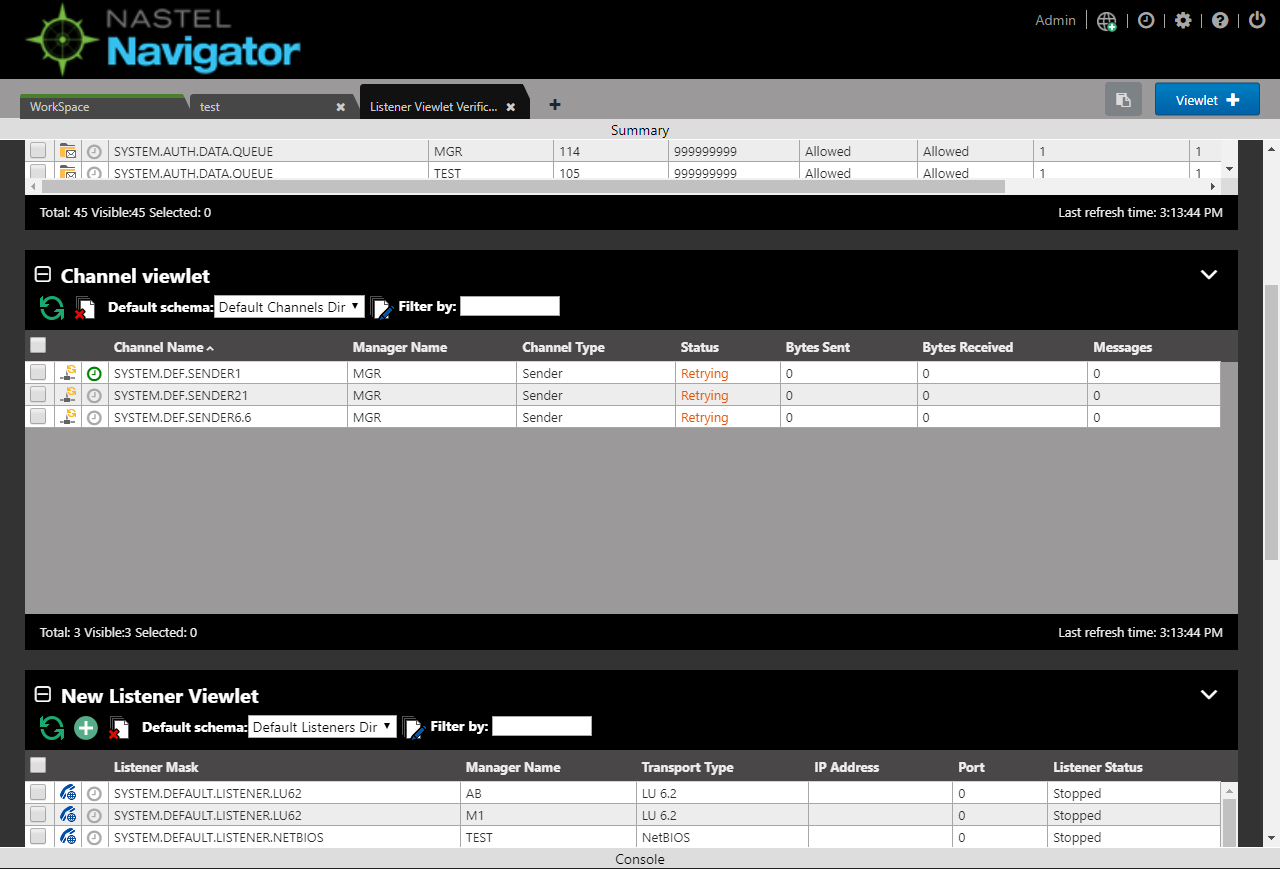 NASTEL
Navigator
Admin
WorkSpace test Listener Viewlet Verific... Viewlet
Summary
SYSTEM.AUTH.DATA.QUEUE MGR 114 999999999 Allowed Allowed 1 1
SYSTEM.AUTH.DATA.QUEUE TEST 105 999999999 Allowed Allowed 1 1
Total: 45 Visible:45 Selected: 0 Last refresh time: 3:13:44 PM
Channel viewlet
Default schema: Default Channels Dir Filter by:
Channel Name Manager Name Channel Type Status Bytes Sent Bytes Received Messages
SYSTEM.DEF.SENDER1 MGR Sender Retrying 0 0 0
SYSTEM.DEF.SENDER21 MGR Sender Retrying 0 0 0
SYSTEM.DEF.SENDER6.6 MGR Sender Retrying 0 0 0
Total: 3 Visible:3 Selected: 0 Last refresh time: 3:13:44 PM
New Listener Viewlet
Default schema: Default Listeners Dir Filter by:
Listener Mask Manager Name Transport Type IP Address Port Listener Status
SYSTEM.DEFAULT.LISTENER.LU62 AB LU 6.2 0 Stopped
SYSTEM.DEFAULT.LISTENER.LU62 M1 LU 6.2 0 Stopped
SYSTEM.DEFAULT.LISTENER.NETBIOS TEST NetBIOS 0 Stopped
Console